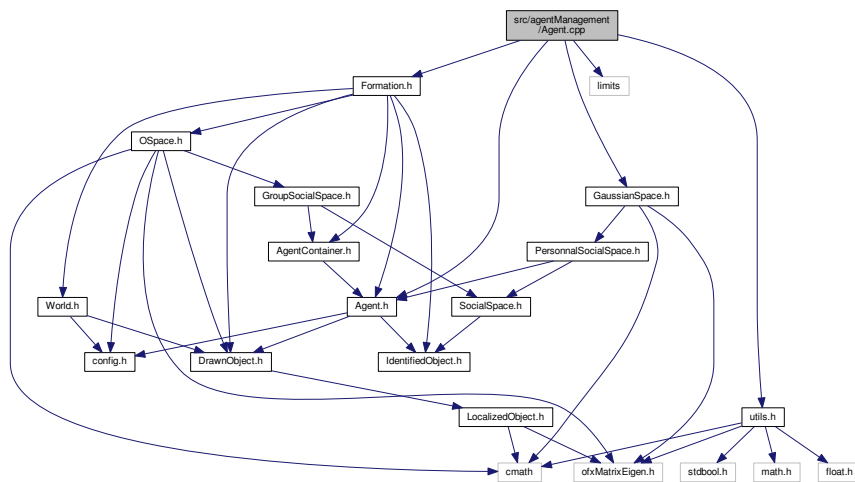 src/agentManagement
/Agent.cpp
Formation.h
limits
OSpace.h
GroupSocialSpace.h
GaussianSpace.h
AgentContainer.h
PersonnalSocialSpace.h
World.h
Agent.h
SocialSpace.h
config.h
DrawnObject.h
IdentifiedObject.h
LocalizedObject.h
utils.h
cmath
ofxMatrixEigen.h
stdbool.h
math.h
float.h